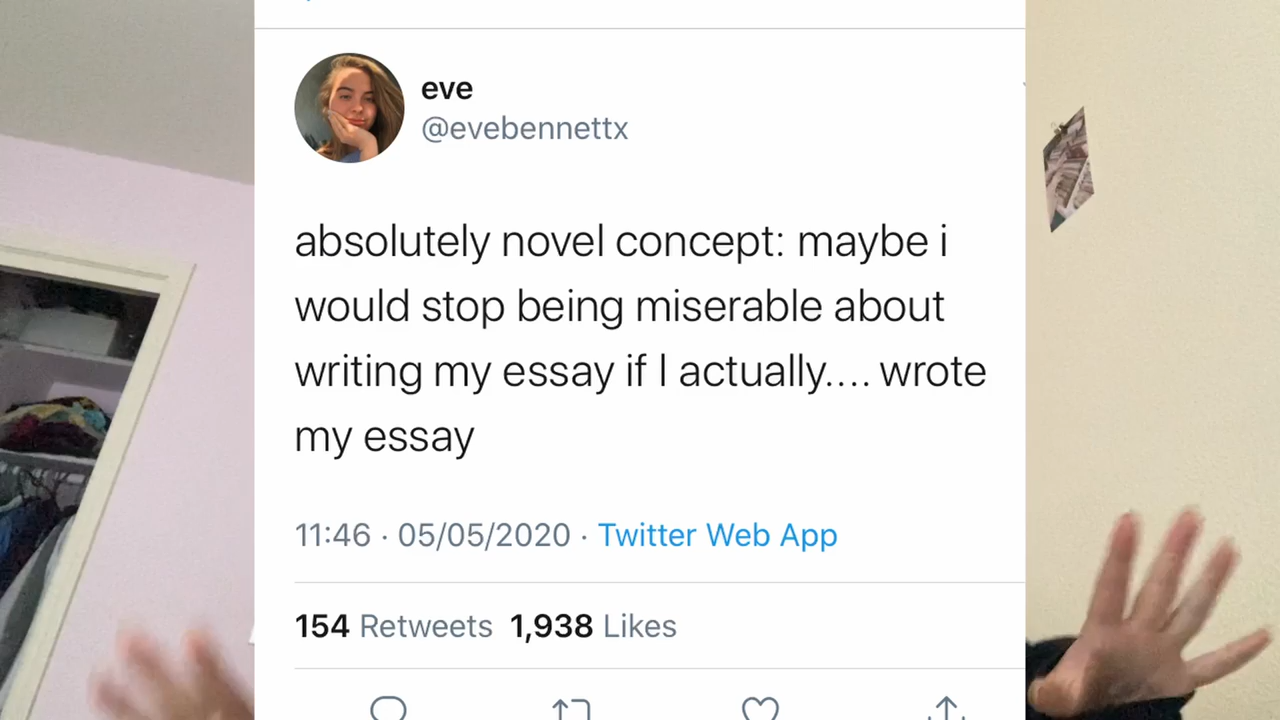 eve
@evebennettx
absolutely novel concept: maybe i
would stop being miserable about
writing my essay if I actually.... wrote
my essay
11:46 · 05/05/2020 · Twitter Web App
154 Retweets 1,938 Likes